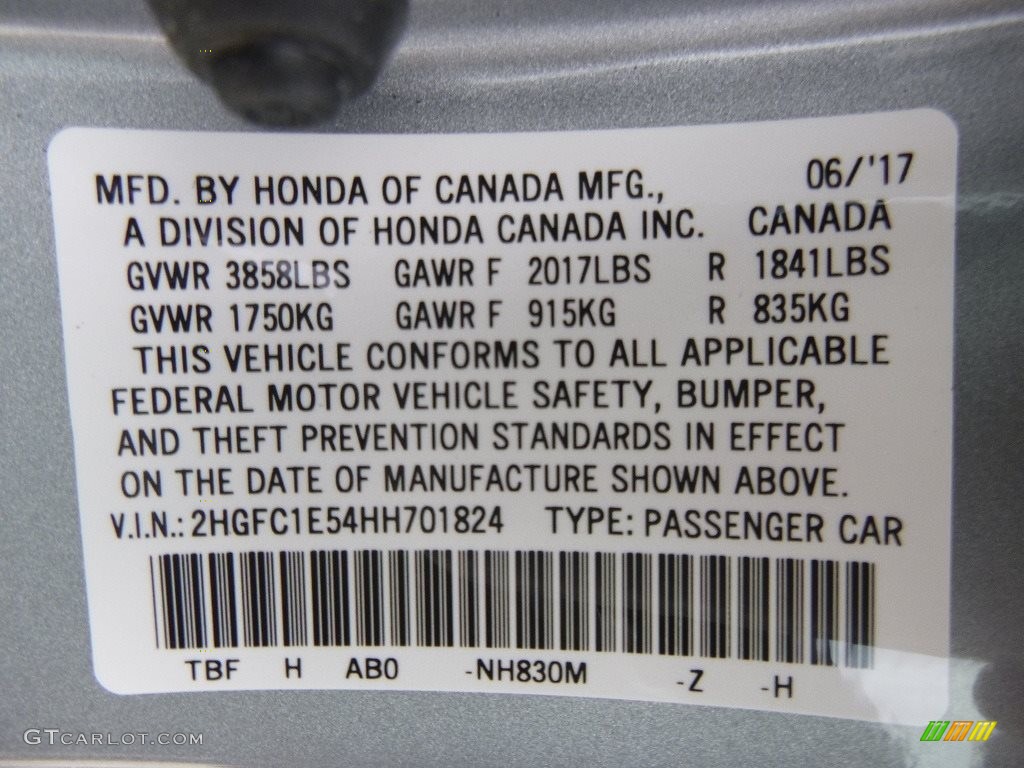 06/'17
MFD. BY HONDA OF CANADA MFG.,
A DIVISION OF HONDA CANADA INC. CANADA
GVWR 3858LBS GAWR F 2017LBS R 1841LBS
GVWR 1750KG GAWR F 915KG R 835KG
THIS VEHICLE CONFORMS TO ALL APPLICABLE
FEDERAL MOTOR VEHICLE SAFETY, BUMPER,
AND THEFT PREVENTION STANDARDS IN EFFECT
ON THE DATE OF MANUFACTURE SHOWN ABOVE.
V.I.N.: 2HGFC1E54HH701824 TYPE: PASSENGER CAR
TBF H AB0 -NH830M -Z -H
GTCARLOT.COM